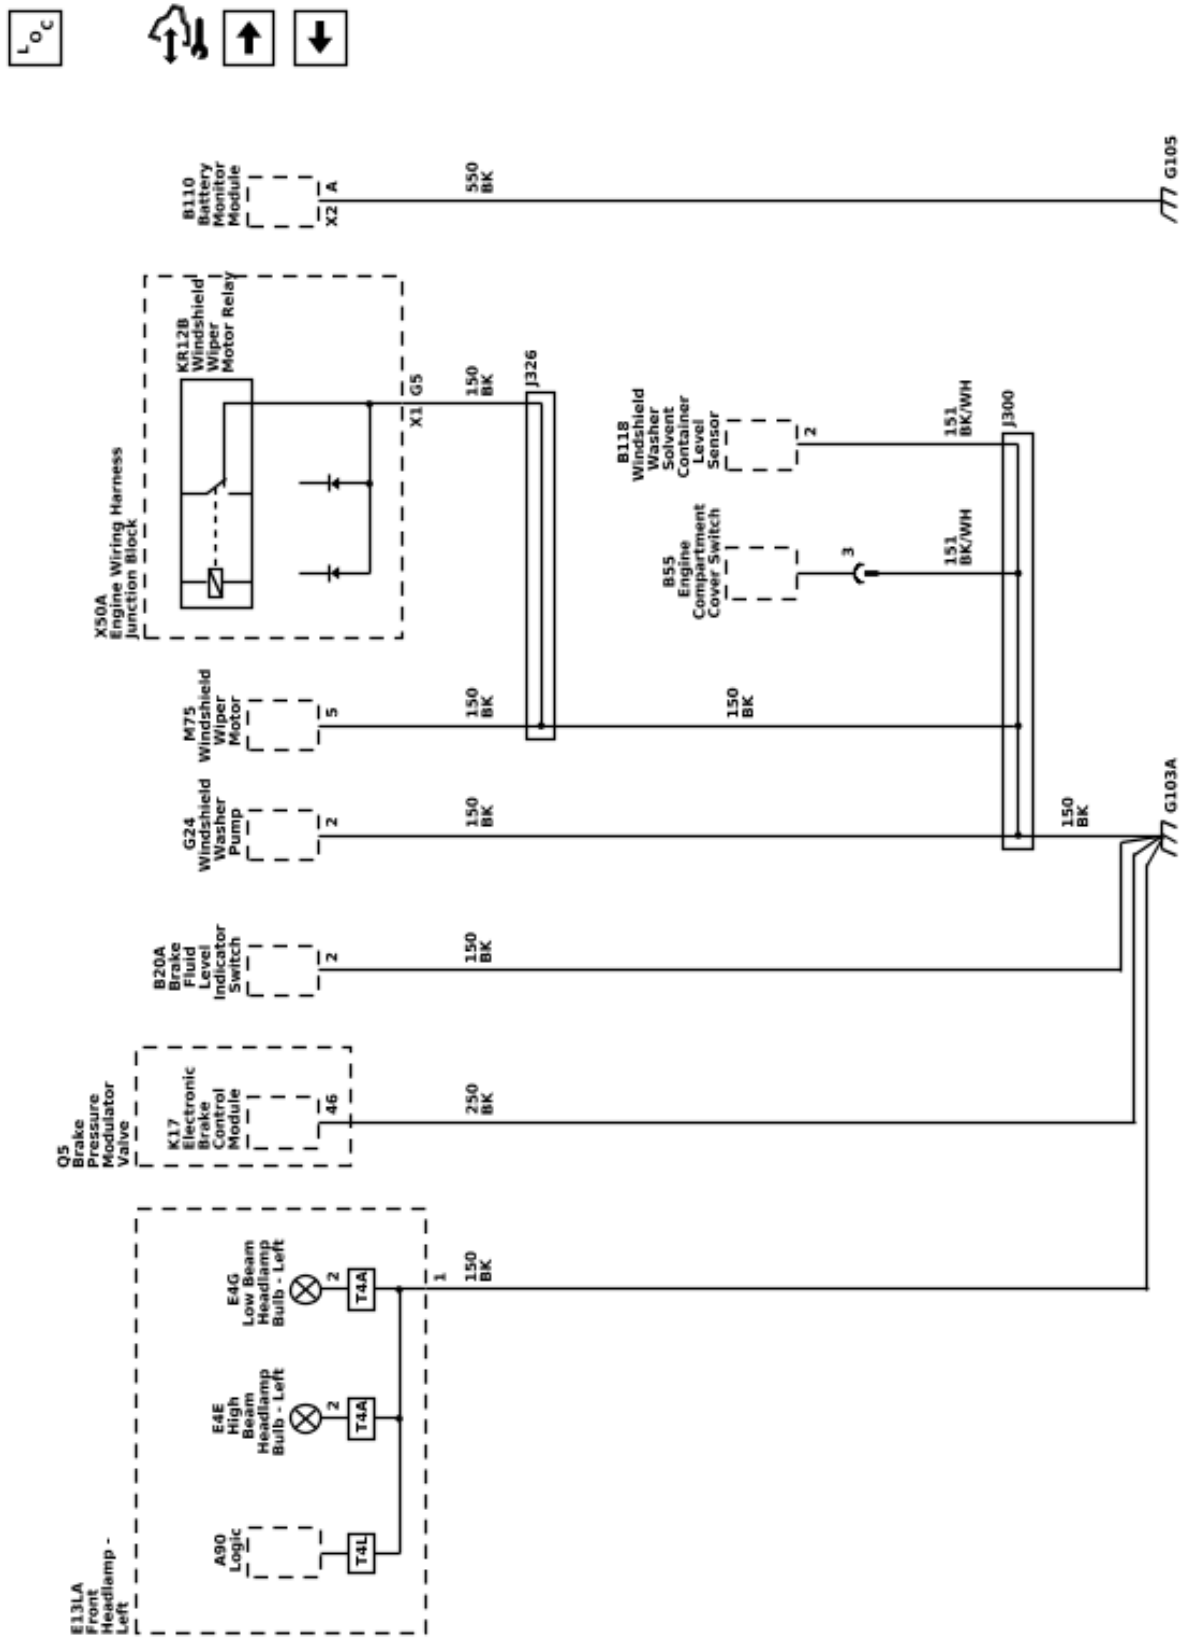 LOC
E13LA
Front
Headlamp -
Left
A90
Logic
T4L
E4E
High
Beam
Headlamp
Bulb - Left
2
T4A
E4G
Low Beam
Headlamp
Bulb - Left
2
T4A
1
150
BK
Q5
Brake
Pressure
Modulator
Valve
K17
Electronic
Brake
Control
Module
46
250
BK
B20A
Brake
Fluid
Level
Indicator
Switch
2
150
BK
G24
Windshield
Washer
Pump
2
150
BK
M75
Windshield
Wiper
Motor
5
150
BK
150
BK
X50A
Engine Wiring Harness
Junction Block
KR12B
Windshield
Wiper
Motor Relay
X1 G5
150
BK
J326
B55
Engine
Compartment
Cover Switch
3
151
BK/WH
B118
Windshield
Washer
Solvent
Container
Level
Sensor
2
151
BK/WH
J300
150
BK
G103A
B110
Battery
Monitor
Module
X2 A
550
BK
G105